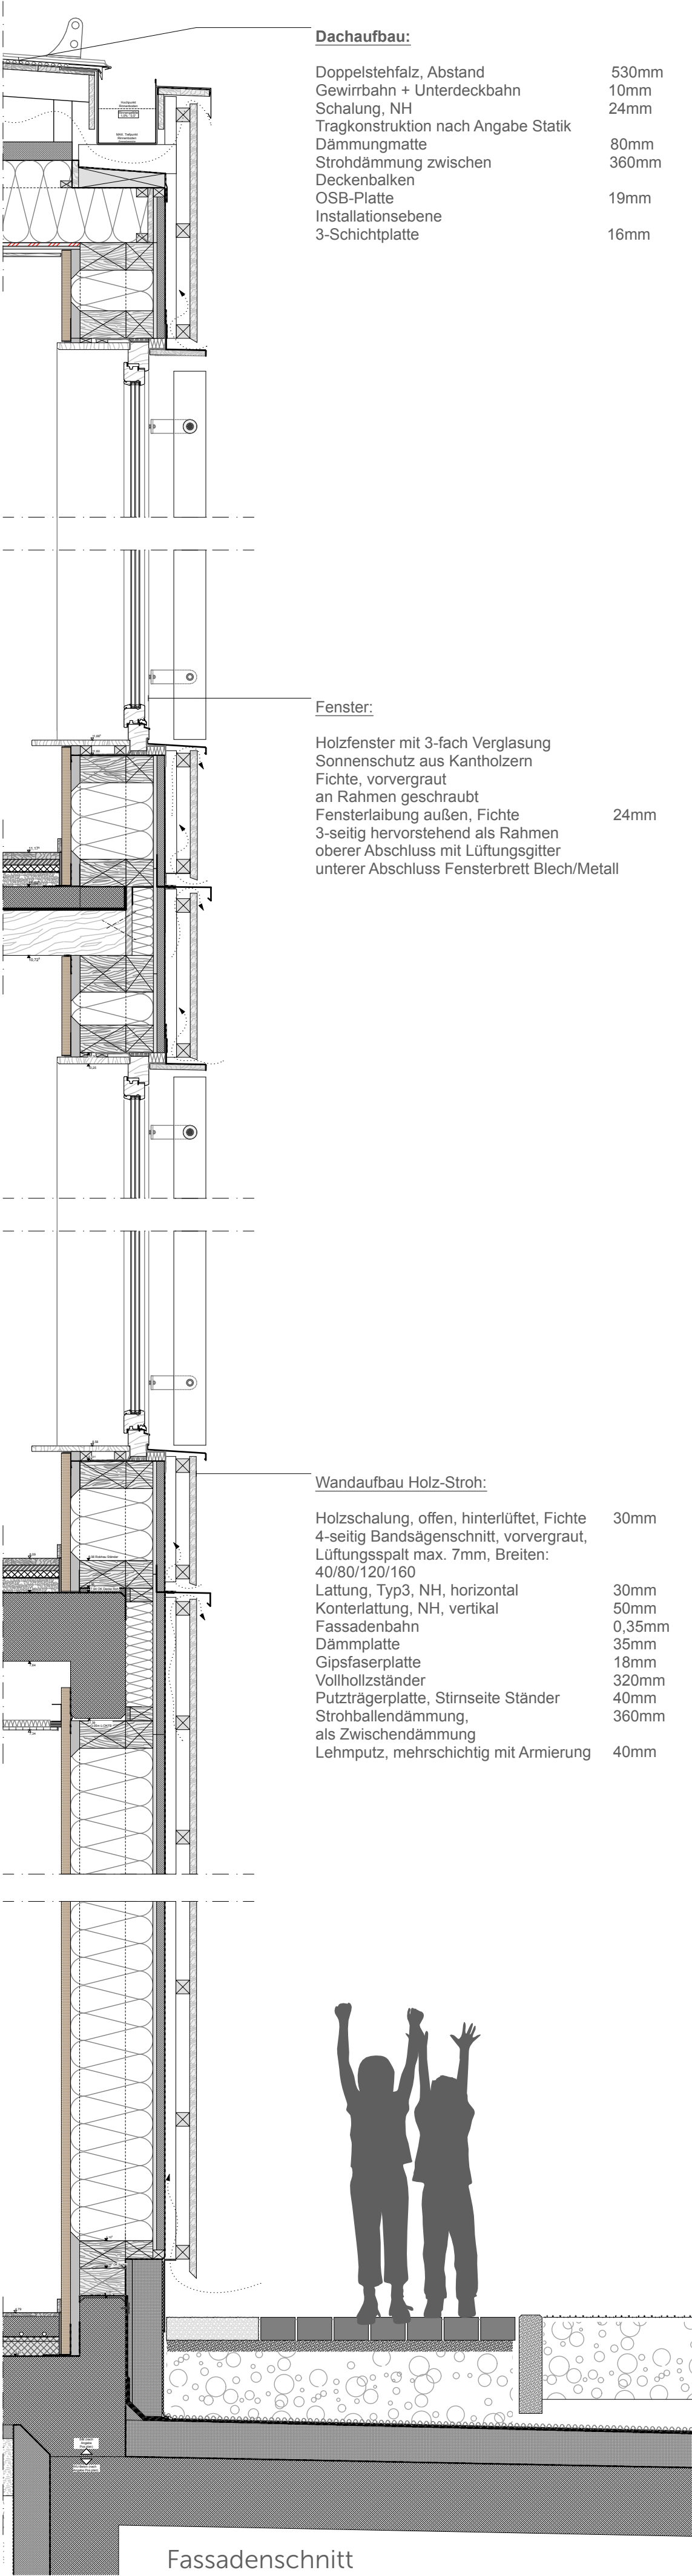 Dachaufbau:
Doppelstehfalz, Abstand 530mm
Gewirrbahn + Unterdeckbahn 10mm
Schalung, NH 24mm
Tragkonstruktion nach Angabe Statik
Dämmungmatte 80mm
Strohdämmung zwischen 360mm
Deckenbalken
OSB-Platte 19mm
Installationsebene
3-Schichtplatte 16mm
Fenster:
Holzfenster mit 3-fach Verglasung
Sonnenschutz aus Kantholzern
Fichte, vorvergraut
an Rahmen geschraubt
Fensterlaibung außen, Fichte 24mm
3-seitig hervorstehend als Rahmen
oberer Abschluss mit Lüftungsgitter
unterer Abschluss Fensterbrett Blech/Metall
Wandaufbau Holz-Stroh:
Holzschalung, offen, hinterlüftet, Fichte 30mm
4-seitig Bandsägenschnitt, vorvergraut,
Lüftungsspalt max. 7mm, Breiten:
40/80/120/160
Lattung, Typ3, NH, horizontal 30mm
Konterlattung, NH, vertikal 50mm
Fassadenbahn 0,35mm
Dämmplatte 35mm
Gipsfaserplatte 18mm
Vollhollzständer 320mm
Putzträgerplatte, Stirnseite Ständer 40mm
Strohballendämmung, 360mm
als Zwischendämmung
Lehmputz, mehrschichtig mit Armierung 40mm
Fassadenschnitt